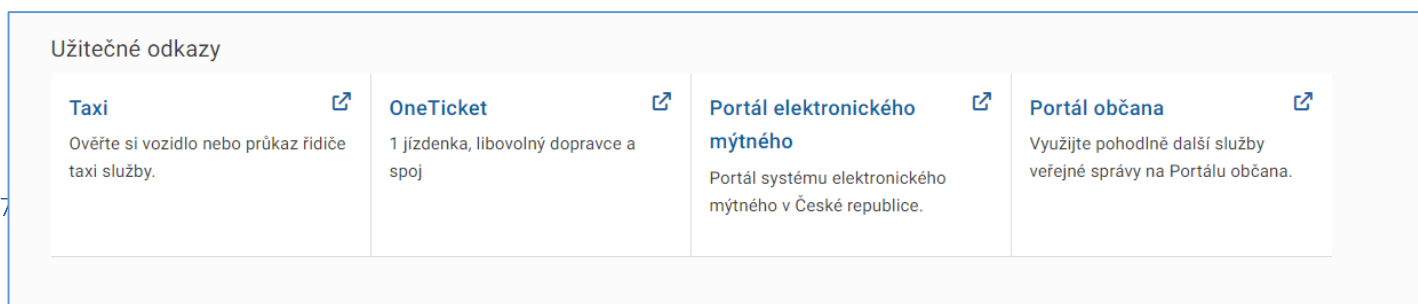 Užitečné odkazy
Taxi
Ověřte si vozidlo nebo průkaz řidiče
taxi služby.
OneTicket
1 jízdenka, libovolný dopravce a
spoj
Portál elektronického
mýtného
Portál systému elektronického
mýtného v České republice.
Portál občana
Využijte pohodlně další služby
veřejné správy na Portálu občana.
7